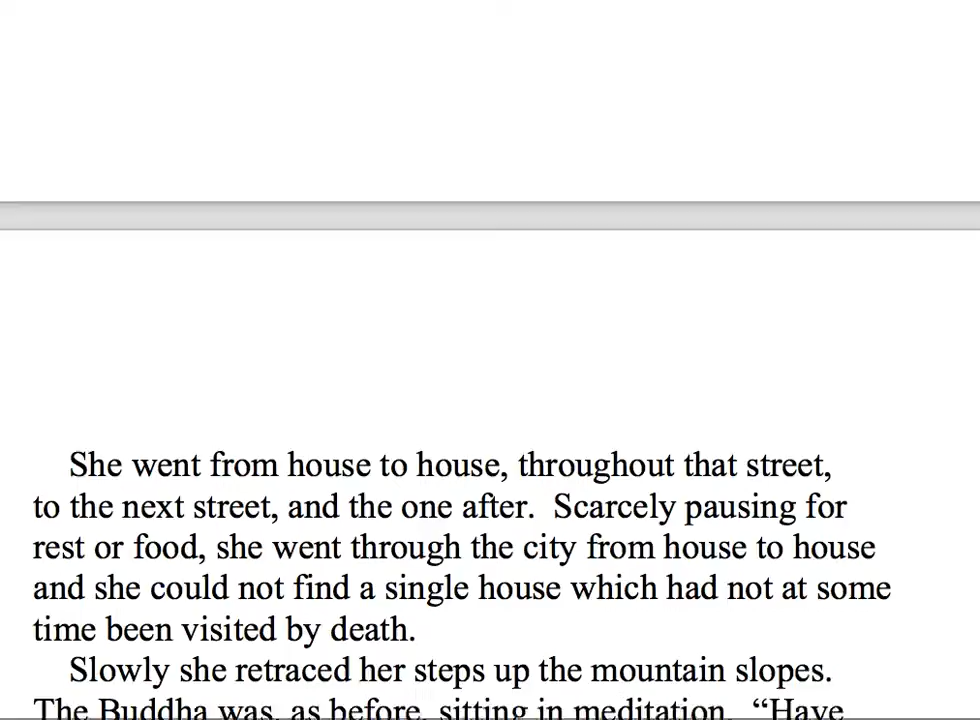 She went from house to house, throughout that street,
to the next street, and the one after.  Scarcely pausing for
rest or food, she went through the city from house to house
and she could not find a single house which had not at some
time been visited by death.
Slowly she retraced her steps up the mountain slopes.
The Buddha was, as before, sitting in meditation.  “Have